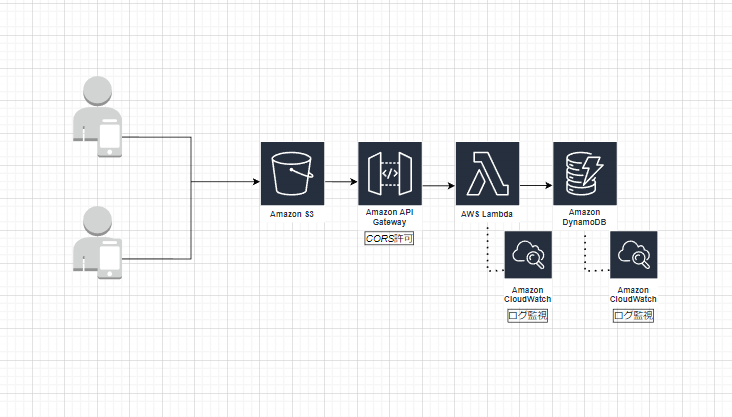 Amazon S3
Amazon API
Gateway
CORS許可
AWS Lambda
Amazon
DynamoDB
Amazon
CloudWatch
ログ監視
Amazon
CloudWatch
ログ監視